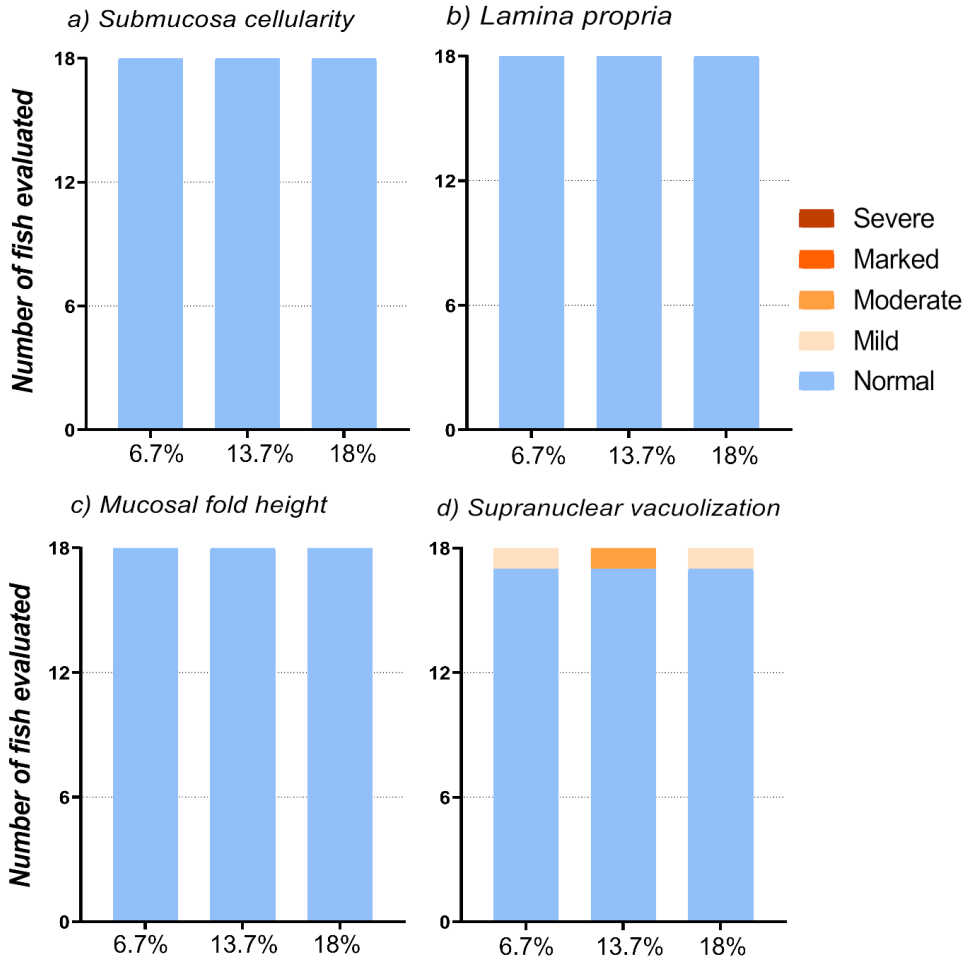 a) Submucosa cellularity
b) Lamina propria
Number of fish evaluated
18
12
6
0
6.7%
13.7%
18%
18
12
6
0
6.7%
13.7%
18%
Severe
Marked
Moderate
Mild
Normal
c) Mucosal fold height
d) Supranuclear vacuolization
Number of fish evaluated
18
12
6
0
6.7%
13.7%
18%
18
12
6
0
6.7%
13.7%
18%